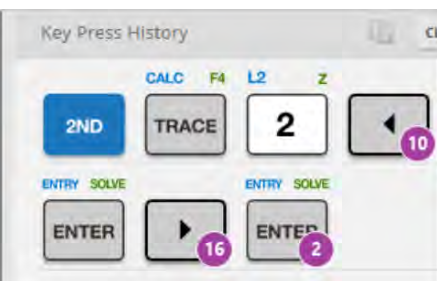 Key Press History
CALC F4 L2 Z
2ND TRACE 2 10
ENTRY SOLVE ENTRY SOLVE
ENTER 16 ENTER 2